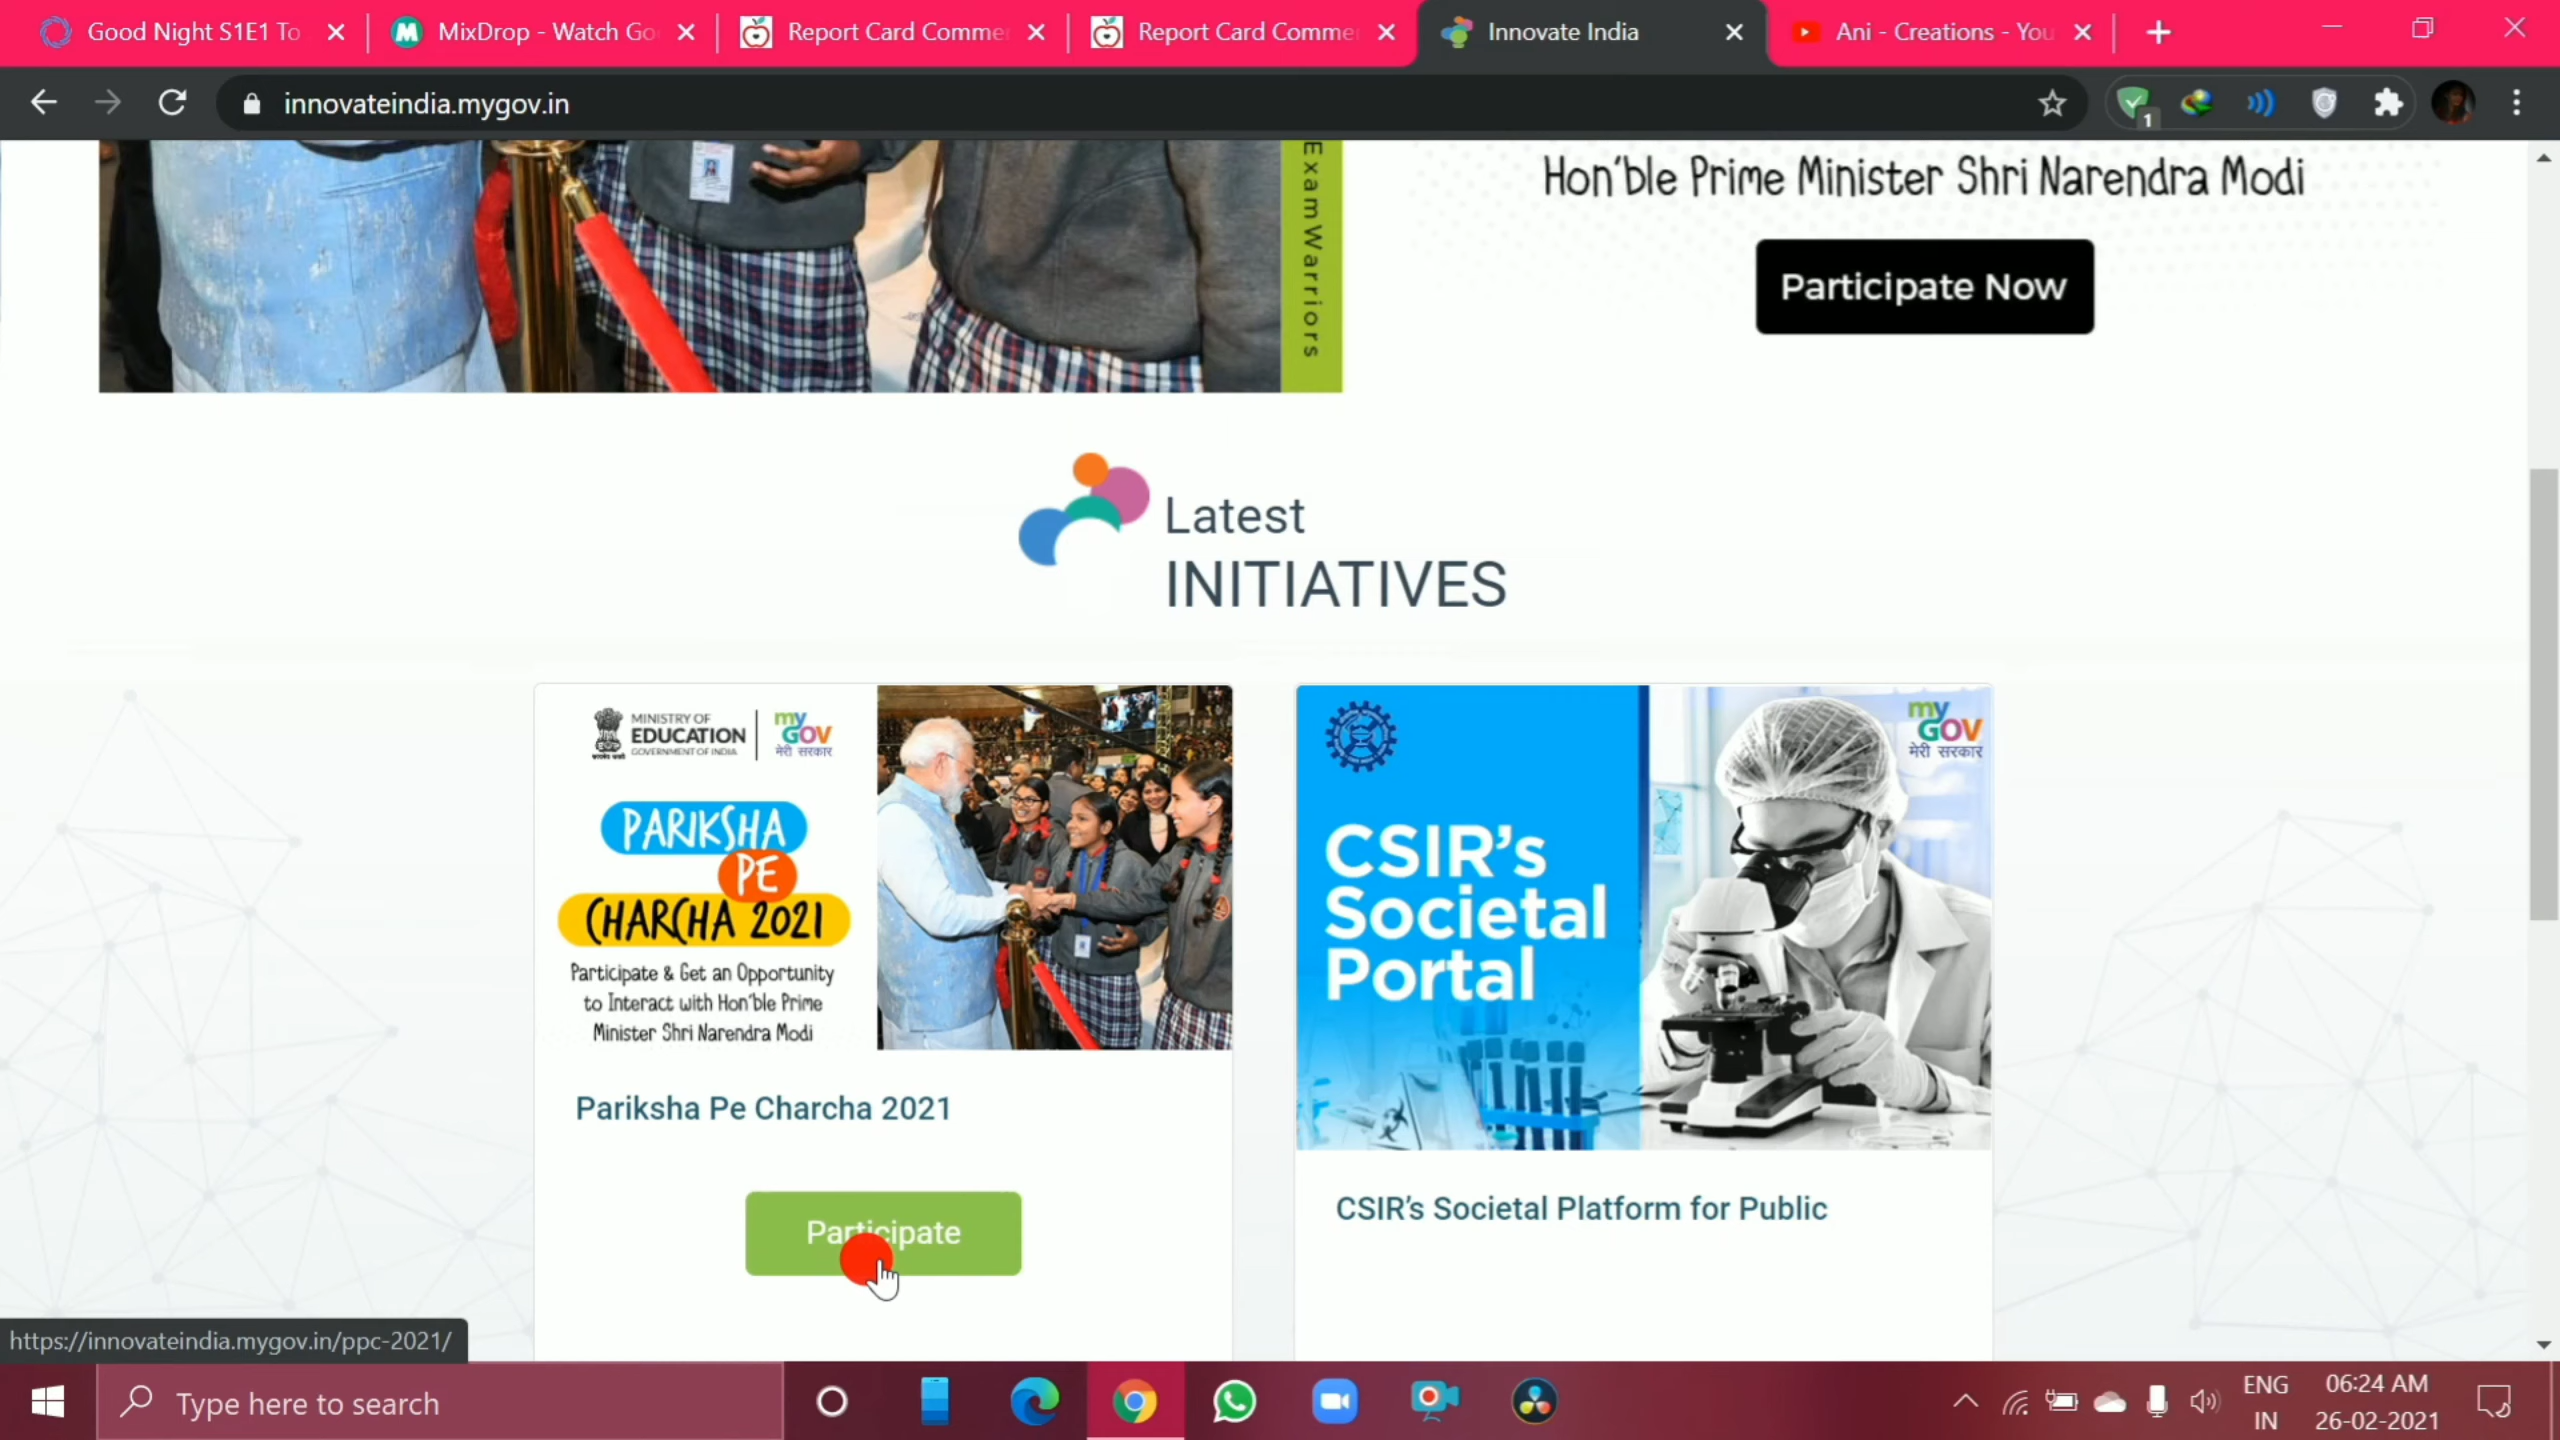 Good Night S1E1 To
MixDrop - Watch Go
Report Card Comme
Report Card Comme
Innovate India
Ani - Creations - You
innovateindia.mygov.in
1
ExamWarriors
Hon'ble Prime Minister Shri Narendra Modi
Participate Now
Latest
INITIATIVES
MINISTRY OF
EDUCATION
GOVERNMENT OF INDIA
my
GOV
मेरी सरकार
PARIKSHA
PE
CHARCHA 2021
Participate & Get an Opportunity
to Interact with Hon'ble Prime
Minister Shri Narendra Modi
Pariksha Pe Charcha 2021
Participate
my
GOV
मेरी सरकार
CSIR's
Societal
Portal
CSIR's Societal Platform for Public
https://innovateindia.mygov.in/ppc-2021/
Type here to search
ENG
IN
06:24 AM
26-02-2021